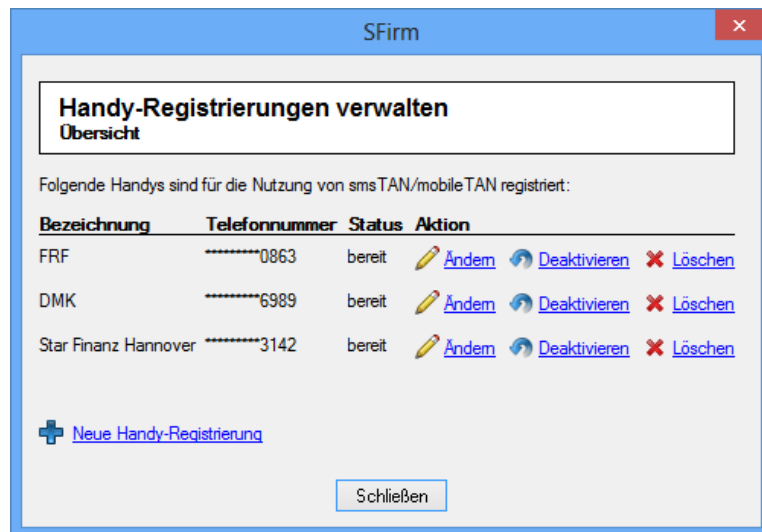 SFirm
Handy-Registrierungen verwalten
Übersicht
Folgende Handys sind für die Nutzung von smsTAN/mobileTAN registriert:
Bezeichnung Telefonnummer Status Aktion
FRF *********0863 bereit Ändern Deaktivieren Löschen
DMK *********6989 bereit Ändern Deaktivieren Löschen
Star Finanz Hannover *********3142 bereit Ändern Deaktivieren Löschen
Neue Handy-Registrierung
Schließen